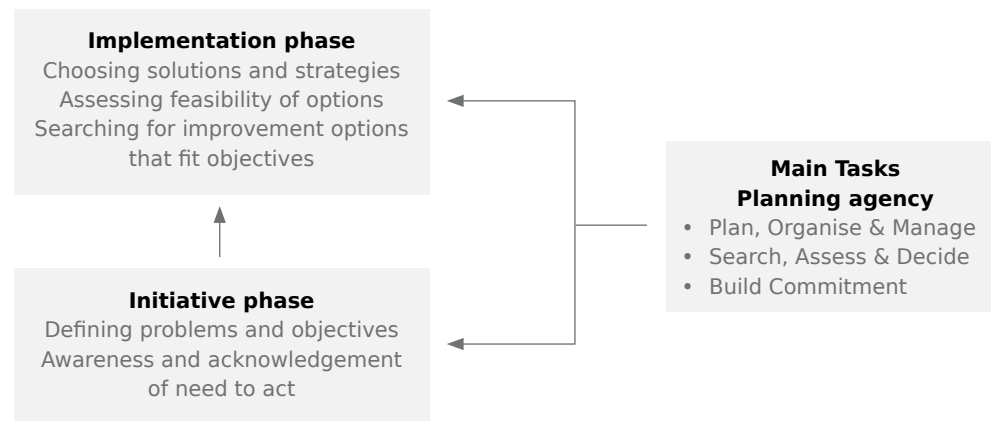 Implementation phase
Choosing solutions and strategies
Assessing feasibility of options
Searching for improvement options
that fit objectives
Initiative phase
Defining problems and objectives
Awareness and acknowledgement
of need to act
Main Tasks
Planning agency
• Plan, Organise & Manage
• Search, Assess & Decide
• Build Commitment